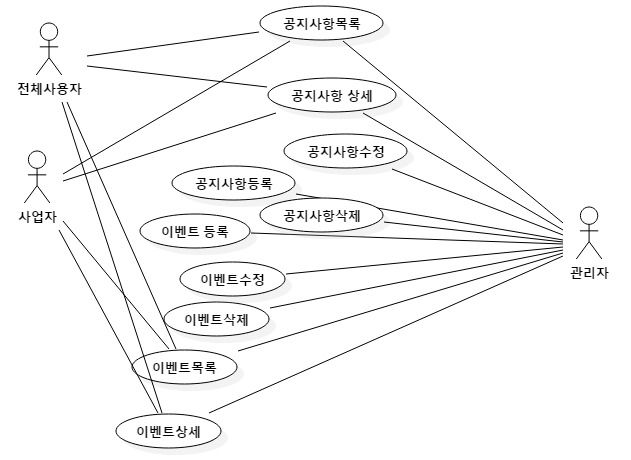 공지사항목록
전체사용자
공지사항 상세
공지사항수정
사업자
공지사항등록
공지사항삭제
이벤트 등록
관리자
이벤트수정
이벤트삭제
이벤트목록
이벤트상세